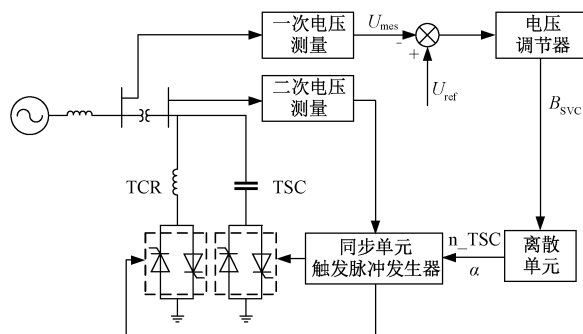 一次电压
测量
U_mes
-
+
U_ref
电压
调节器
二次电压
测量
B_SVC
TCR
TSC
同步单元
触发脉冲发生器
n_TSC
α
离散
单元